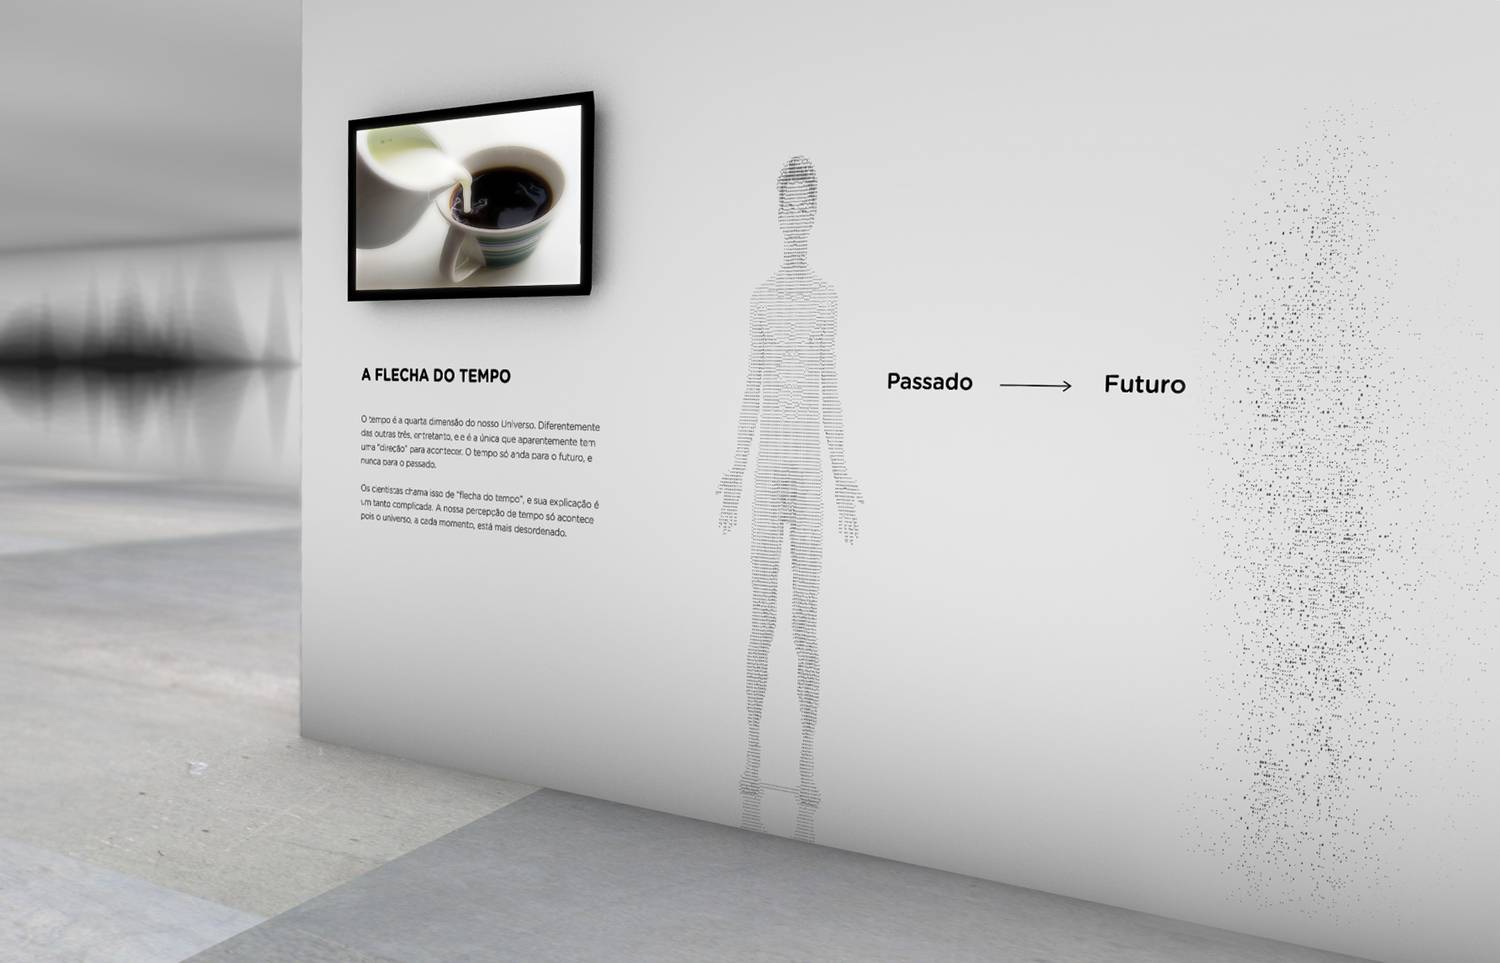 A FLECHA DO TEMPO
O tempo é a quarta dimensão do nosso Universo. Diferentemente
das outras três, entretanto, ele é a única que aparentemente tem
uma "direção" para acontecer. O tempo só anda para o futuro, e
nunca para o passado.
Os cientistas chama isso de "flecha do tempo", e sua explicação é
um tanto complicada. A nossa percepção de tempo só acontece
pois o universo, a cada momento, está mais desordenado.
Passado
Futuro